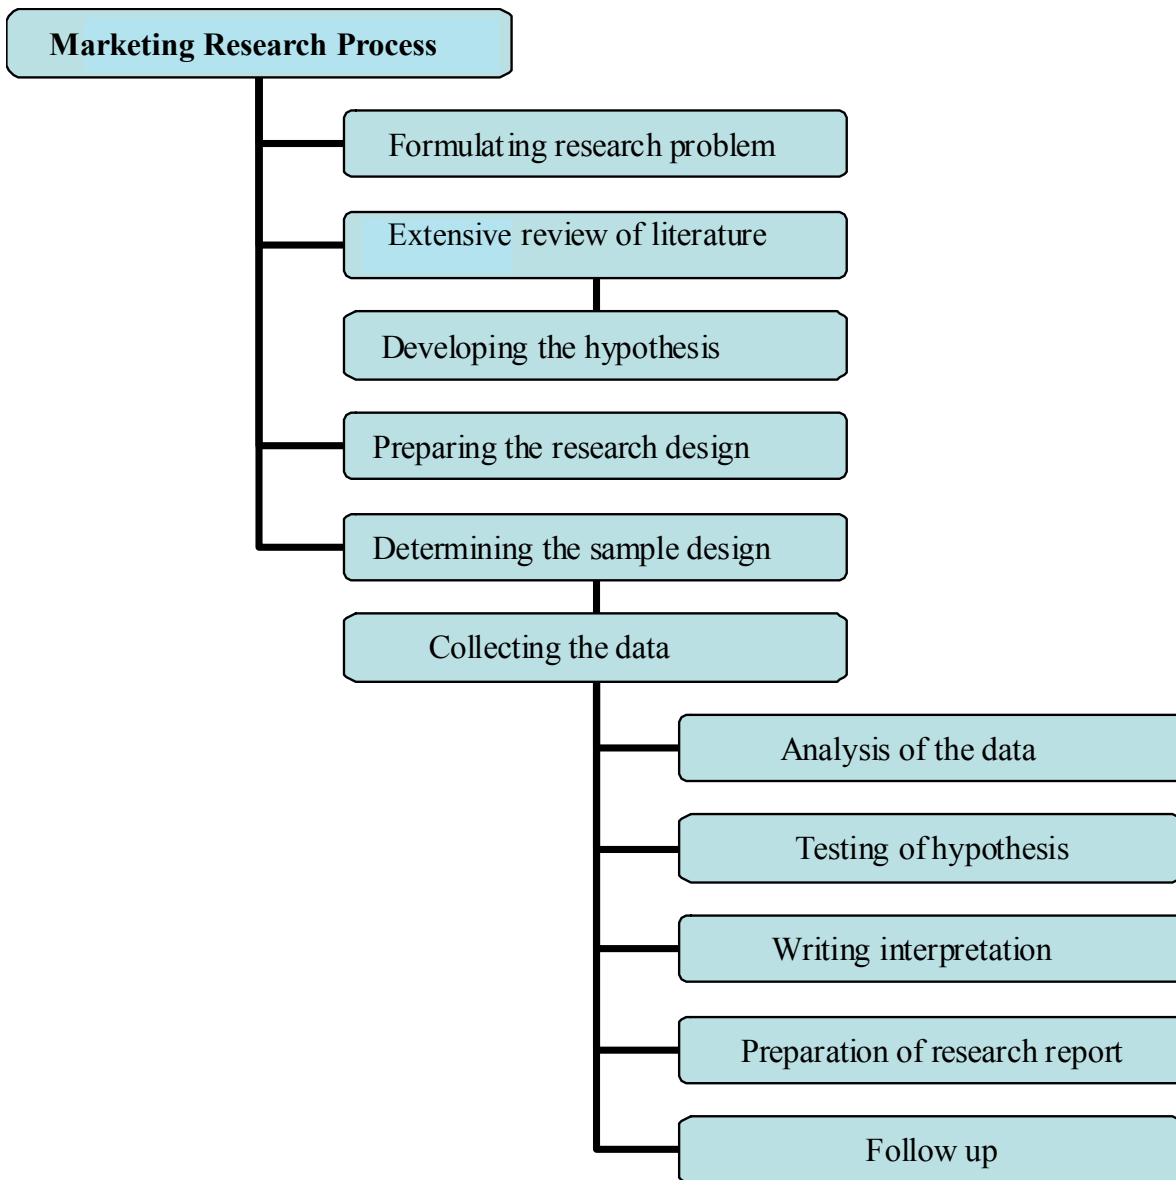 Marketing Research Process
Formulating research problem
Extensive review of literature
Developing the hypothesis
Preparing the research design
Determining the sample design
Collecting the data
Analysis of the data
Testing of hypothesis
Writing interpretation
Preparation of research report
Follow up